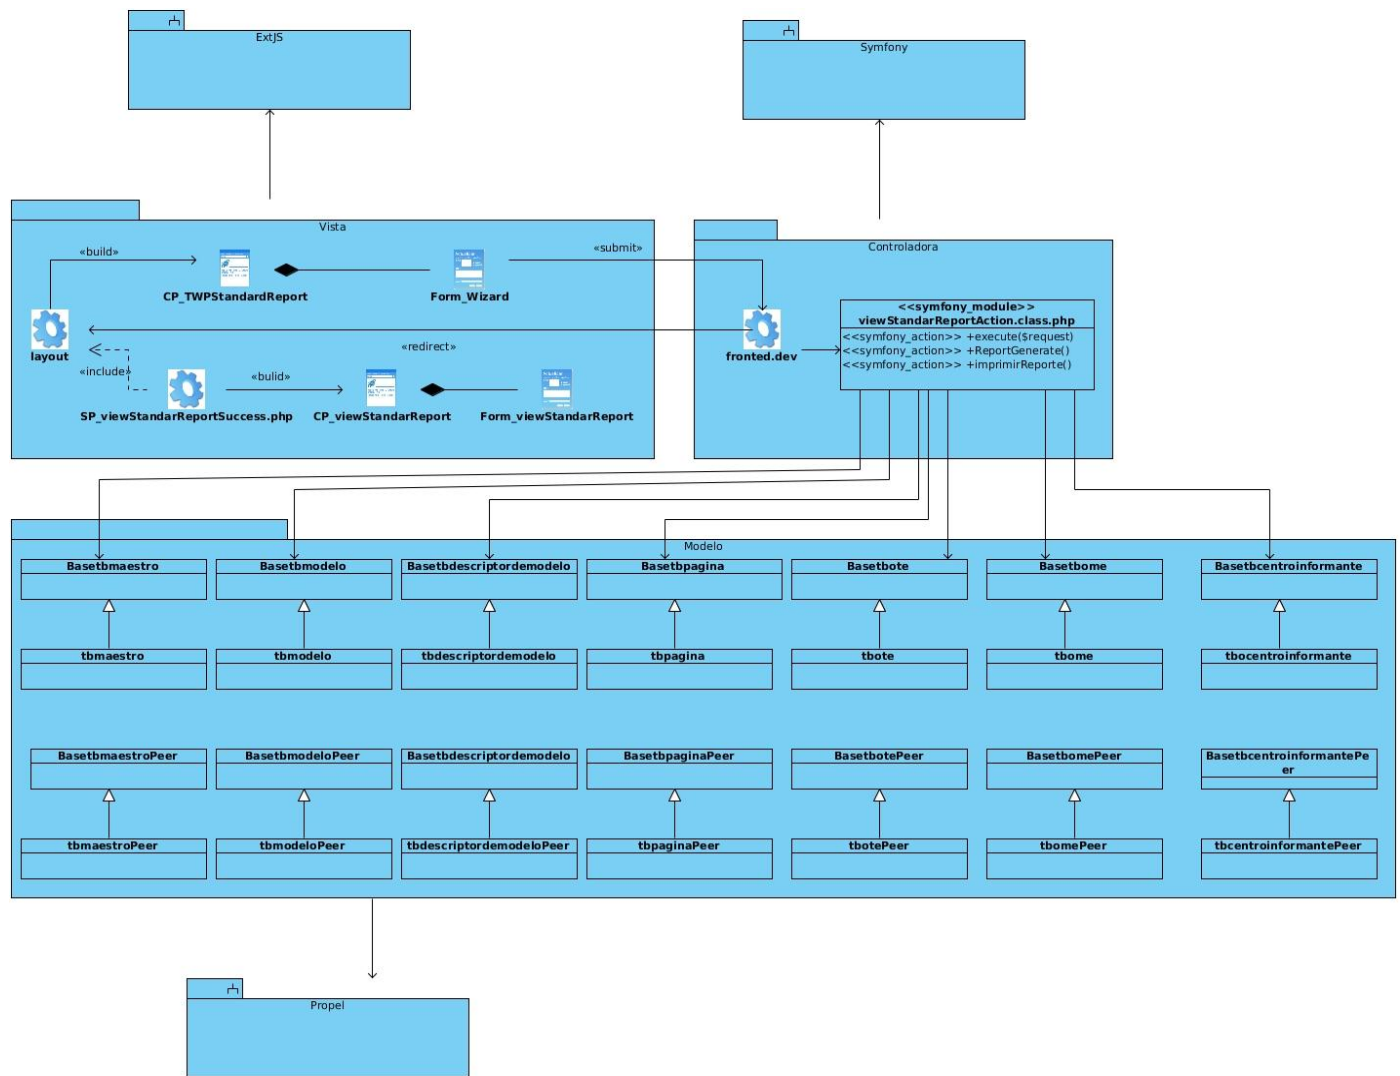 ExtJS
Symfony
Vista
Controladora
«build»
«submit»
CP_TWPStandardReport
Form_Wizard
<<symfony_module>>
viewStandarReportAction.class.php
<<symfony_action>> +execute($request)
<<symfony_action>> +ReportGenerate()
<<symfony_action>> +imprimirReporte()
layout
fronted.dev
«redirect»
«include»
«bulid»
SP_viewStandarReportSuccess.php
CP_viewStandarReport
Form_viewStandarReport
Modelo
Basetbmaestro
Basetbmodelo
Basetbdescriptordemodelo
Basetbpagina
Basetbote
Basetbome
Basetbcentroinformante
tbmaestro
tbmodelo
tbdescriptordemodelo
tbpagina
tbote
tbome
tbocentroinformante
BasetbmaestroPeer
BasetbmodeloPeer
Basetbdescriptordemodelo
BasetbpaginaPeer
BasetbotePeer
BasetbomePeer
BasetbcentroinformantePe
er
tbmaestroPeer
tbmodeloPeer
tbdescriptordemodeloPeer
tbpaginaPeer
tbotePeer
tbomePeer
tbcentroinformantePeer
Propel